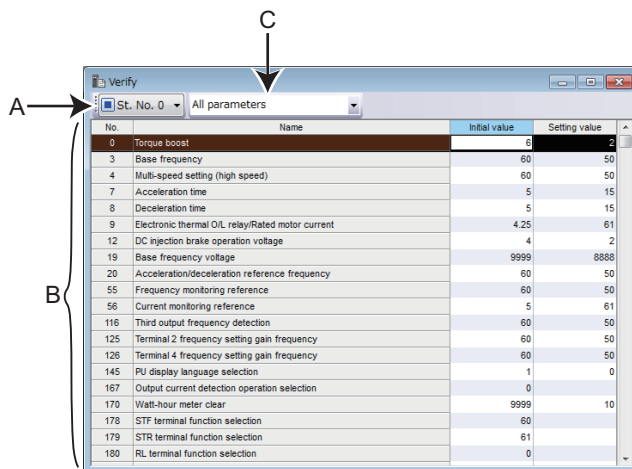 C
Verify
A
St. No. 0 All parameters
No. Name Initial value Setting value
0 Torque boost 6 2
3 Base frequency 60 50
4 Multi-speed setting (high speed) 60 50
7 Acceleration time 5 15
8 Deceleration time 5 15
9 Electronic thermal O/L relay/Rated motor current 4.25 61
12 DC injection brake operation voltage 4 2
19 Base frequency voltage 9999 8888
20 Acceleration/deceleration reference frequency 60 50
55 Frequency monitoring reference 60 50
B
56 Current monitoring reference 5 61
116 Third output frequency detection 60 50
125 Terminal 2 frequency setting gain frequency 60 50
126 Terminal 4 frequency setting gain frequency 60 50
145 PU display language selection 1 0
167 Output current detection operation selection 0
170 Watt-hour meter clear 9999 10
178 STF terminal function selection 60
179 STR terminal function selection 61
180 RL terminal function selection 0